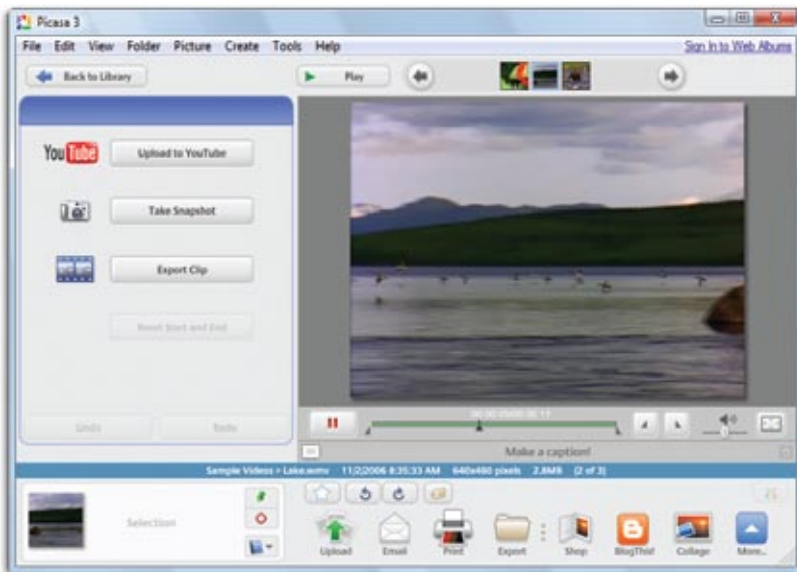 Picasa 3
File Edit View Folder Picture Create Tools Help Sign In to Web Albums
Back to Library Play
YouTube Upload to YouTube
Take Snapshot
Export Clip
Reset Start and End
Undo Redo
Make a caption!
Sample Videos > Lake.wmv 11/2/2006 8:35:33 AM 640x480 pixels 2.8MB (2 of 3)
Selection
Upload Email Print Export Shop BlogThis! Collage More...